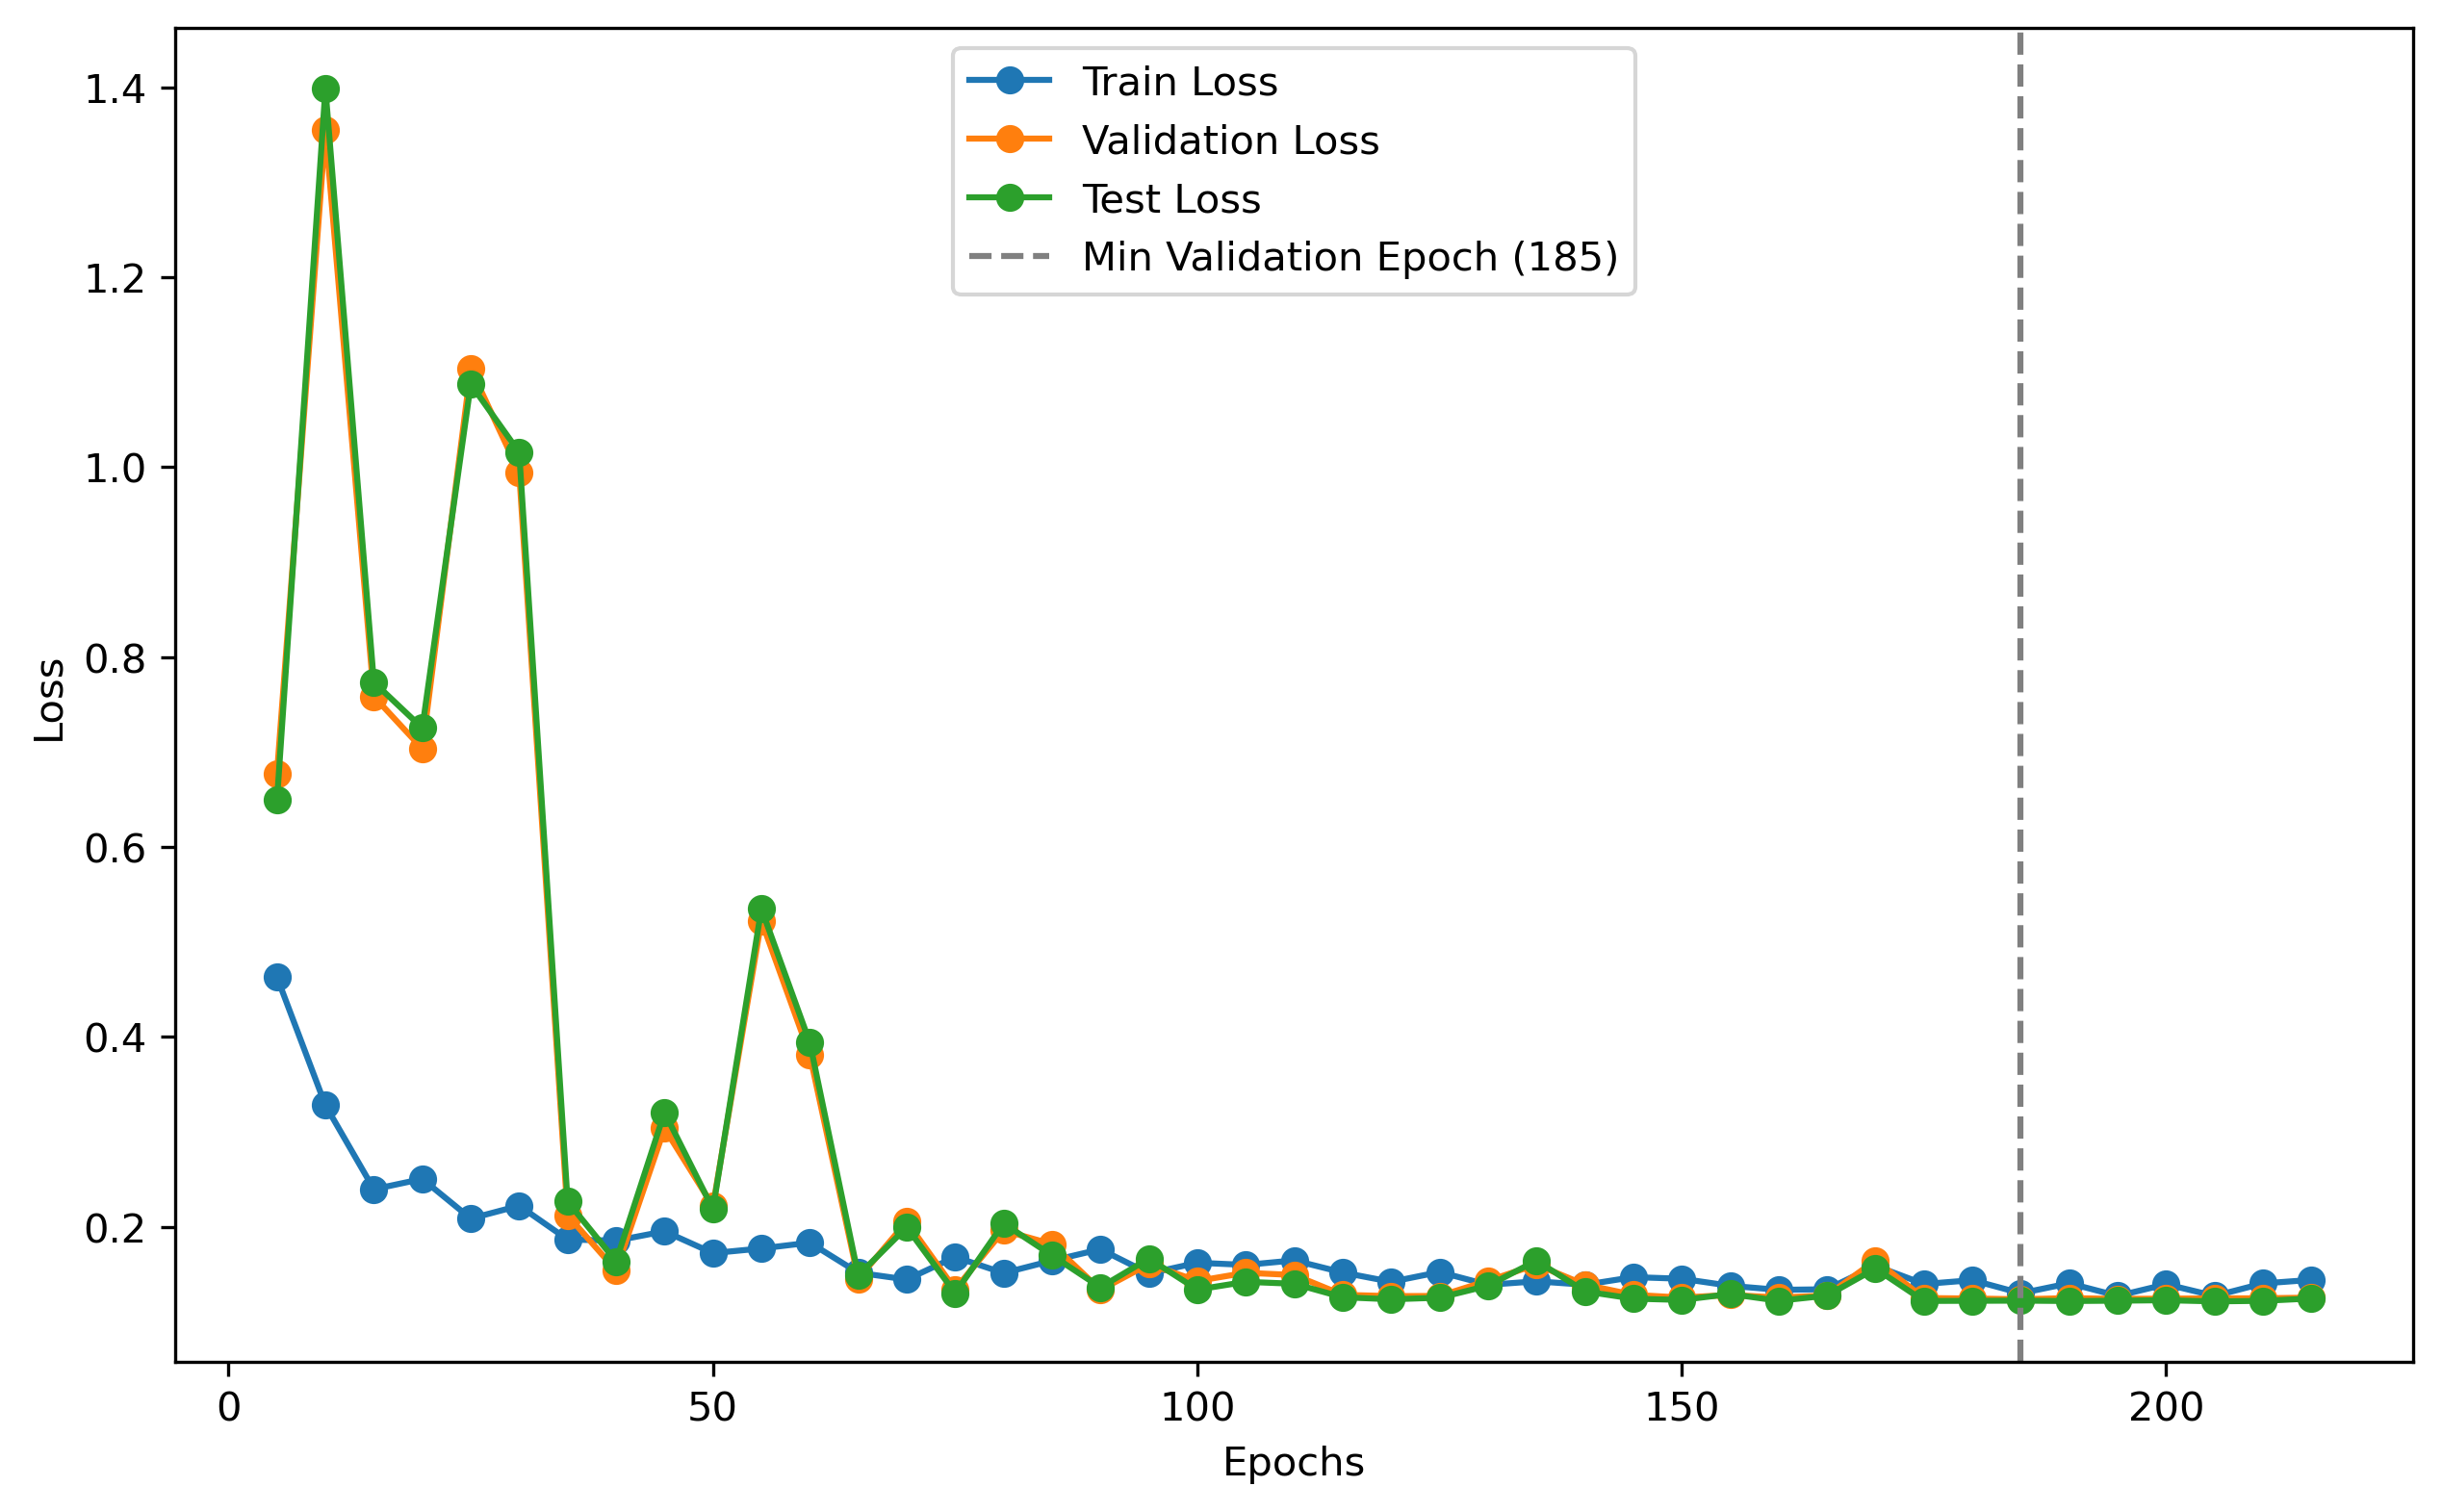 Train Loss
Validation Loss
Test Loss
Min Validation Epoch (185)
1.4
1.2
1.0
0.8
0.6
0.4
0.2
Loss
0 50 100 150 200
Epochs